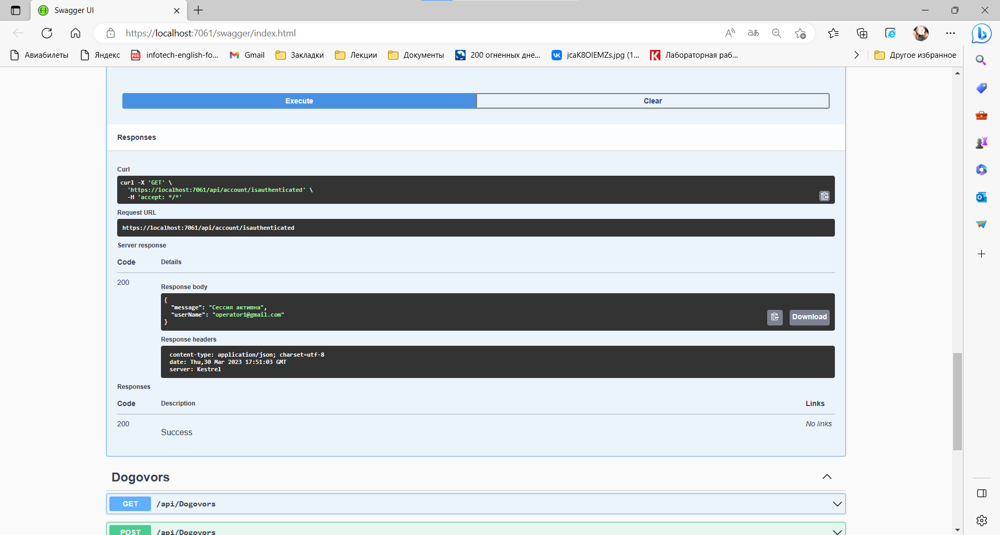 Swagger UI
https://localhost:7061/swagger/index.html
Авиабилеты Яндекс infotech-english-fo... Gmail Закладки Лекции Документы 200 огненных дне... jcaK8OIEMZs.jpg (1... Лабораторная раб... Другое избранное
Execute Clear
Responses
Curl
curl -X 'GET' \
'https://localhost:7061/api/account/isauthenticated' \
-H 'accept: */*'
Request URL
https://localhost:7061/api/account/isauthenticated
Server response
Code Details
200
Response body
{
"message": "Сессия активна",
"userName": "operator1@gmail.com"
}
Download
Response headers
content-type: application/json; charset=utf-8
date: Thu,30 Mar 2023 17:51:03 GMT
server: Kestrel
Responses
Code Description Links
200 No links
Success
Dogovors
GET /api/Dogovors
POST /api/Dogovors